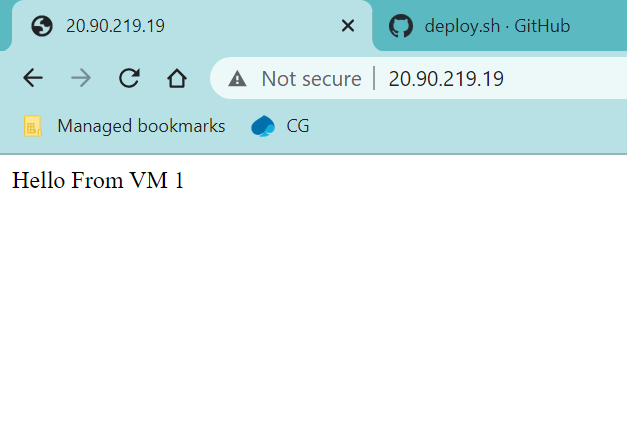 20.90.219.19
deploy.sh · GitHub
Not secure | 20.90.219.19
Managed bookmarks
CG
Hello From VM 1